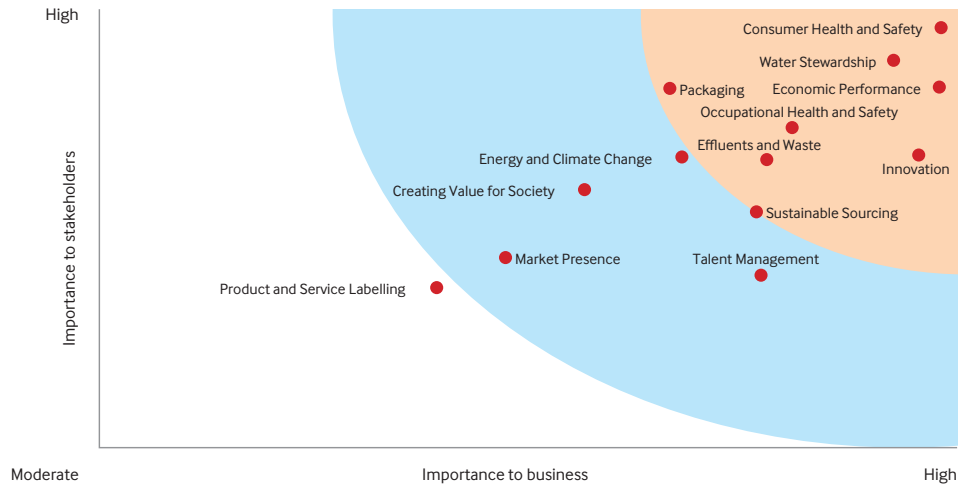 High
Consumer Health and Safety
Water Stewardship
Economic Performance
Packaging
Occupational Health and Safety
Effluents and Waste
Energy and Climate Change
Innovation
Creating Value for Society
Sustainable Sourcing
Market Presence
Talent Management
Product and Service Labelling
Importance to stakeholders
Moderate
Importance to business
High